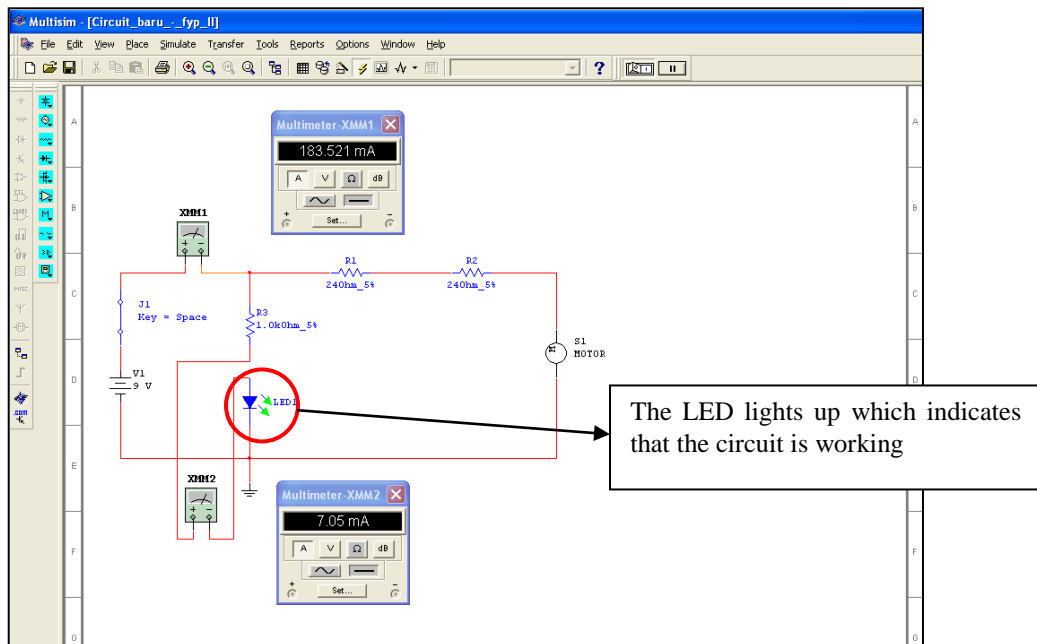 Multisim - [Circuit_baru_-_fyp_II]
File Edit View Place Simulate Transfer Tools Reports Options Window Help
?
A
A
Multimeter-XMM1
183.521 mA
A V Ω dB
+ Set... -
B
B
XMM1
R1
R2
24Ohm_5%
24Ohm_5%
C
C
J1
Key = Space
R3
1.0kOhm_5%
MISC
M
S1
MOTOR
D
D
V1
9 V
LED1
The LED lights up which indicates
that the circuit is working
.com
E
XMM2
Multimeter-XMM2
7.05 mA
A V Ω dB
+ Set... -
F
F
G
G